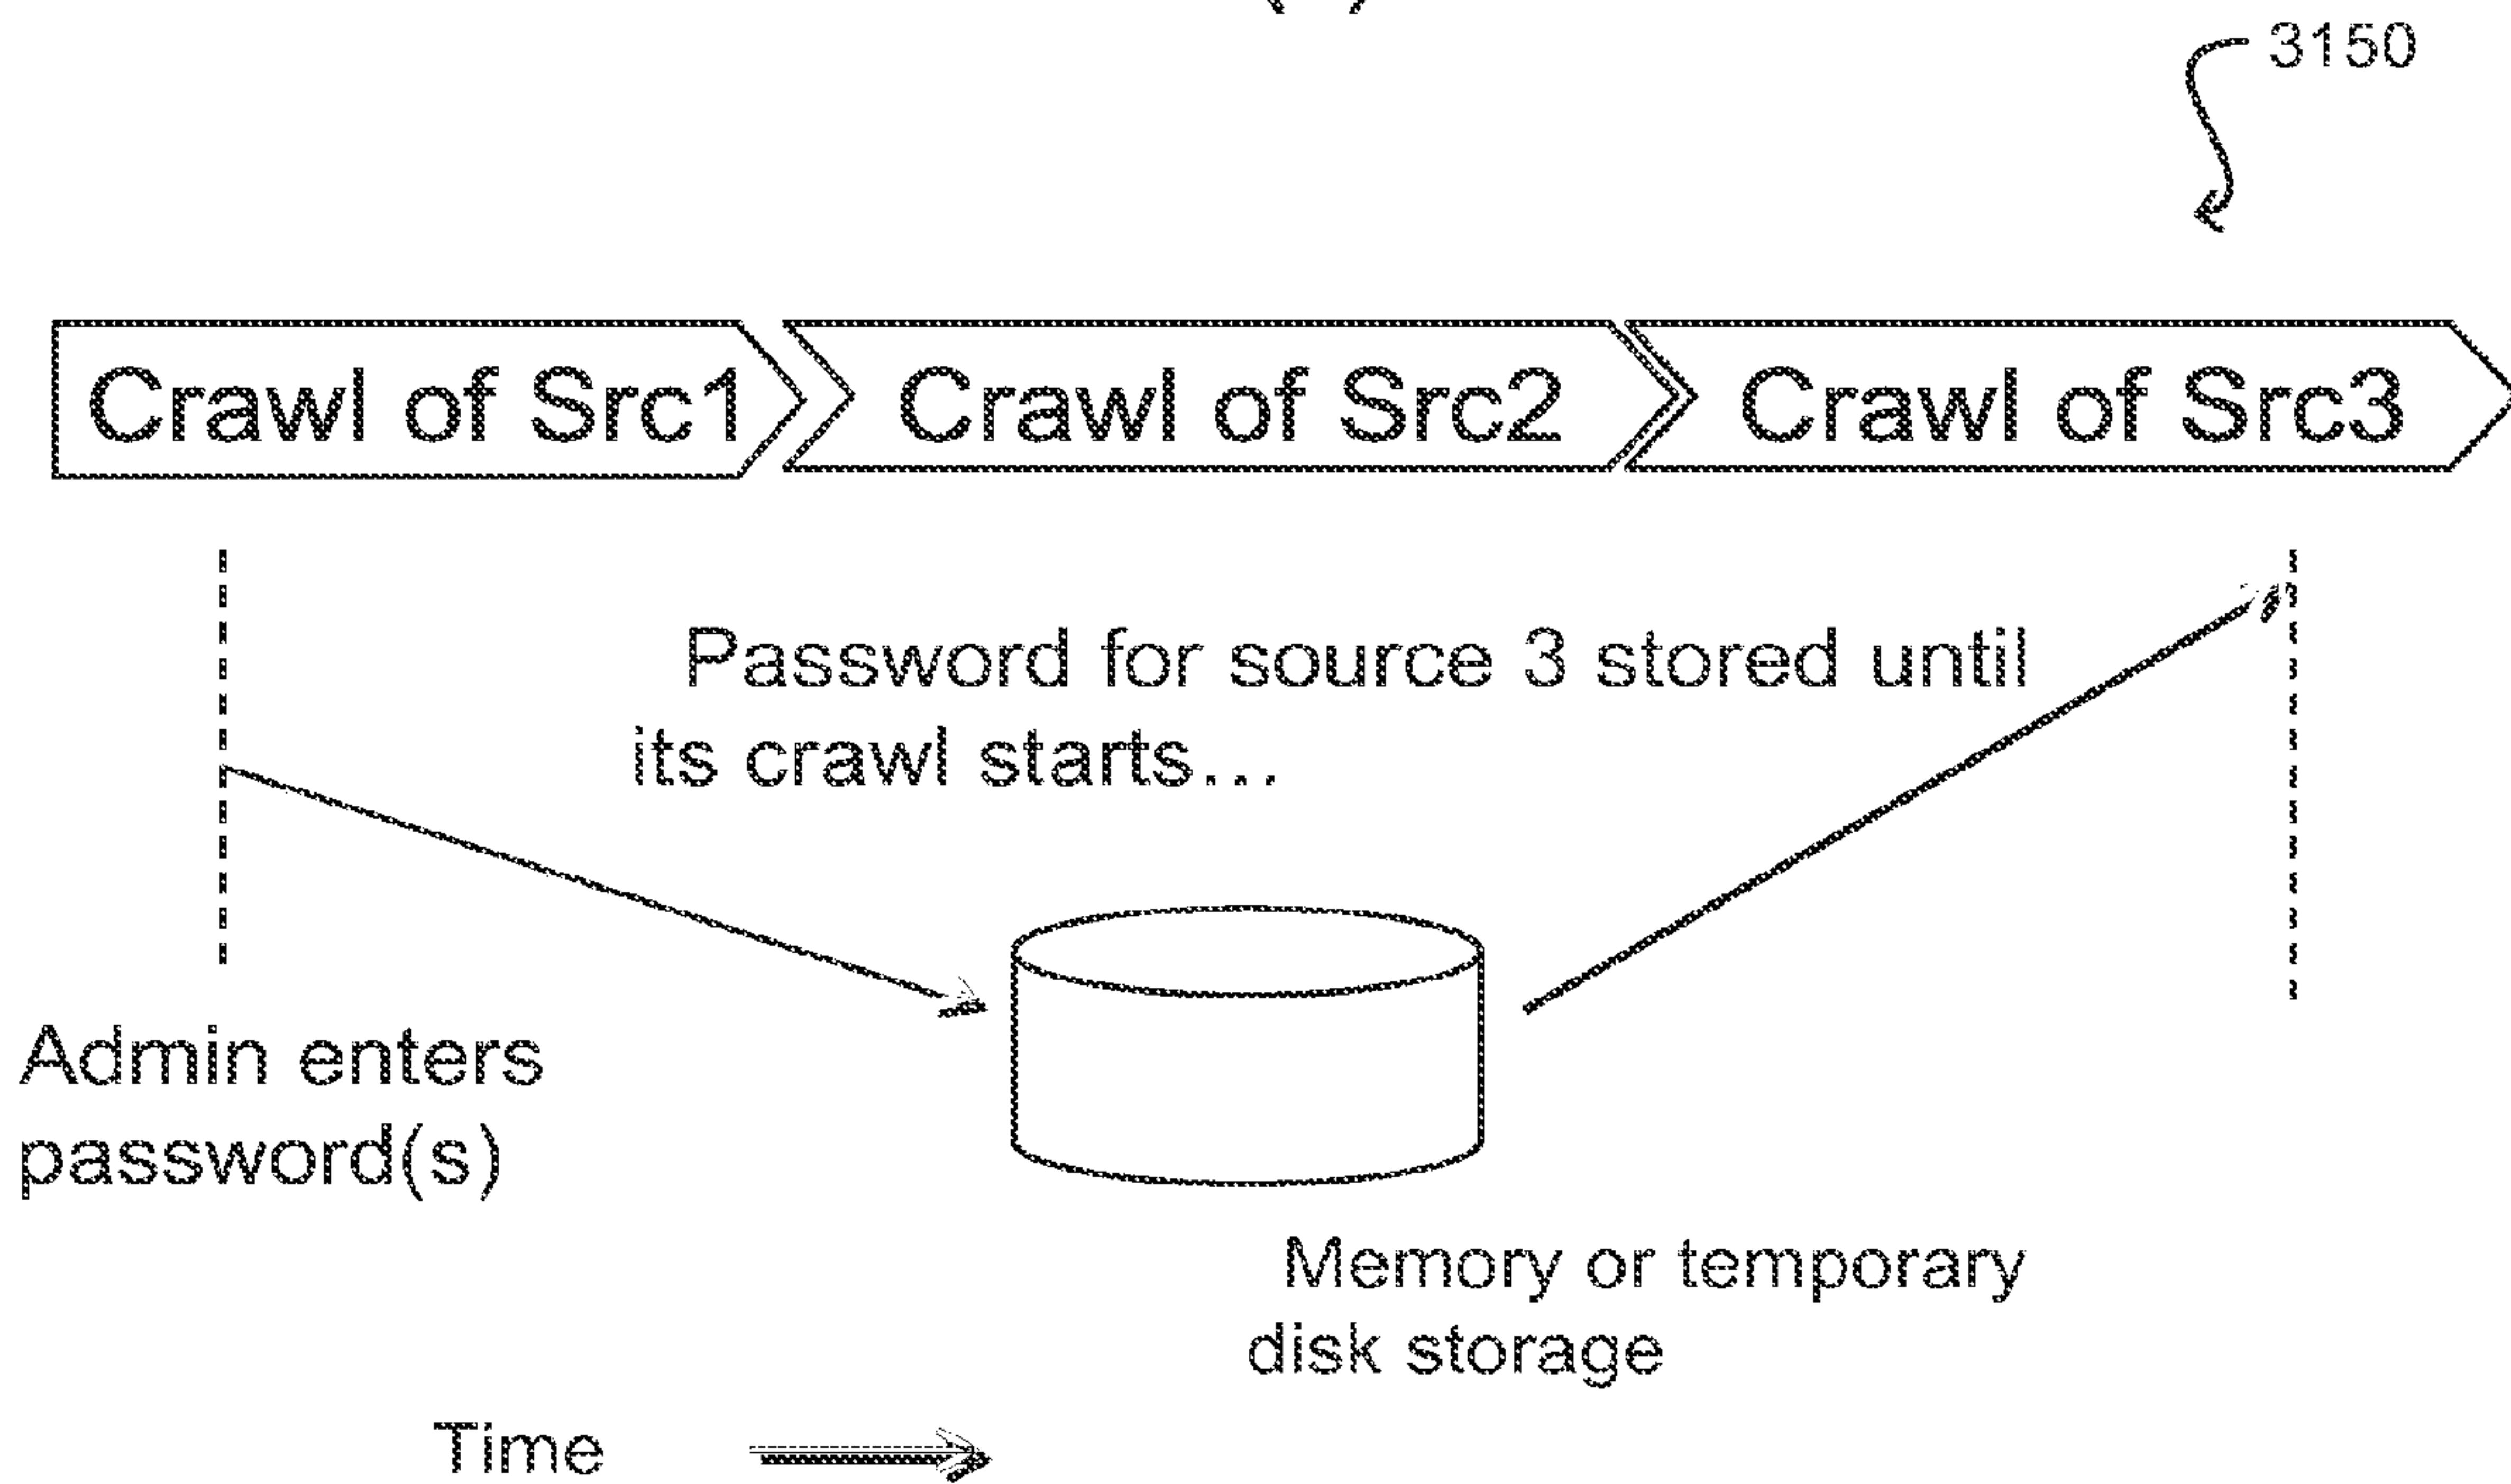 3150
Crawl of Src1
Crawl of Src2
Crawl of Src3
Password for source 3 stored until
its crawl starts...
Admin enters
password(s)
Memory or temporary
disk storage
Time